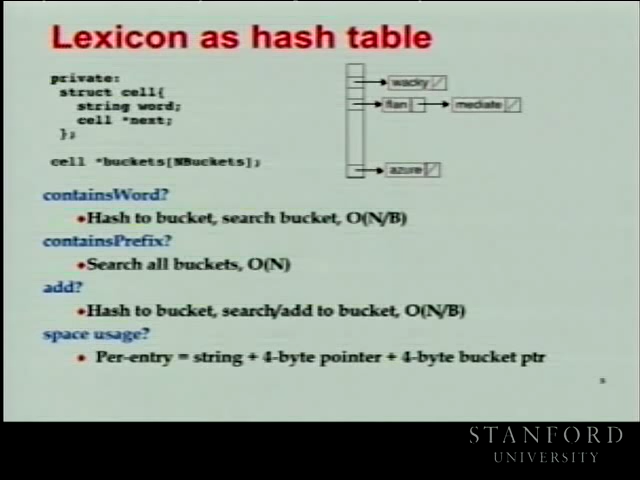 Lexicon as hash table
private:
struct cell{
string word;
cell *next;
};
cell *buckets[NBuckets];
wacky
flan
mediate
azure
containsWord?
•Hash to bucket, search bucket, O(N/B)
containsPrefix?
•Search all buckets, O(N)
add?
•Hash to bucket, search/add to bucket, O(N/B)
space usage?
• Per-entry = string + 4-byte pointer + 4-byte bucket ptr
STANFORD
UNIVERSITY